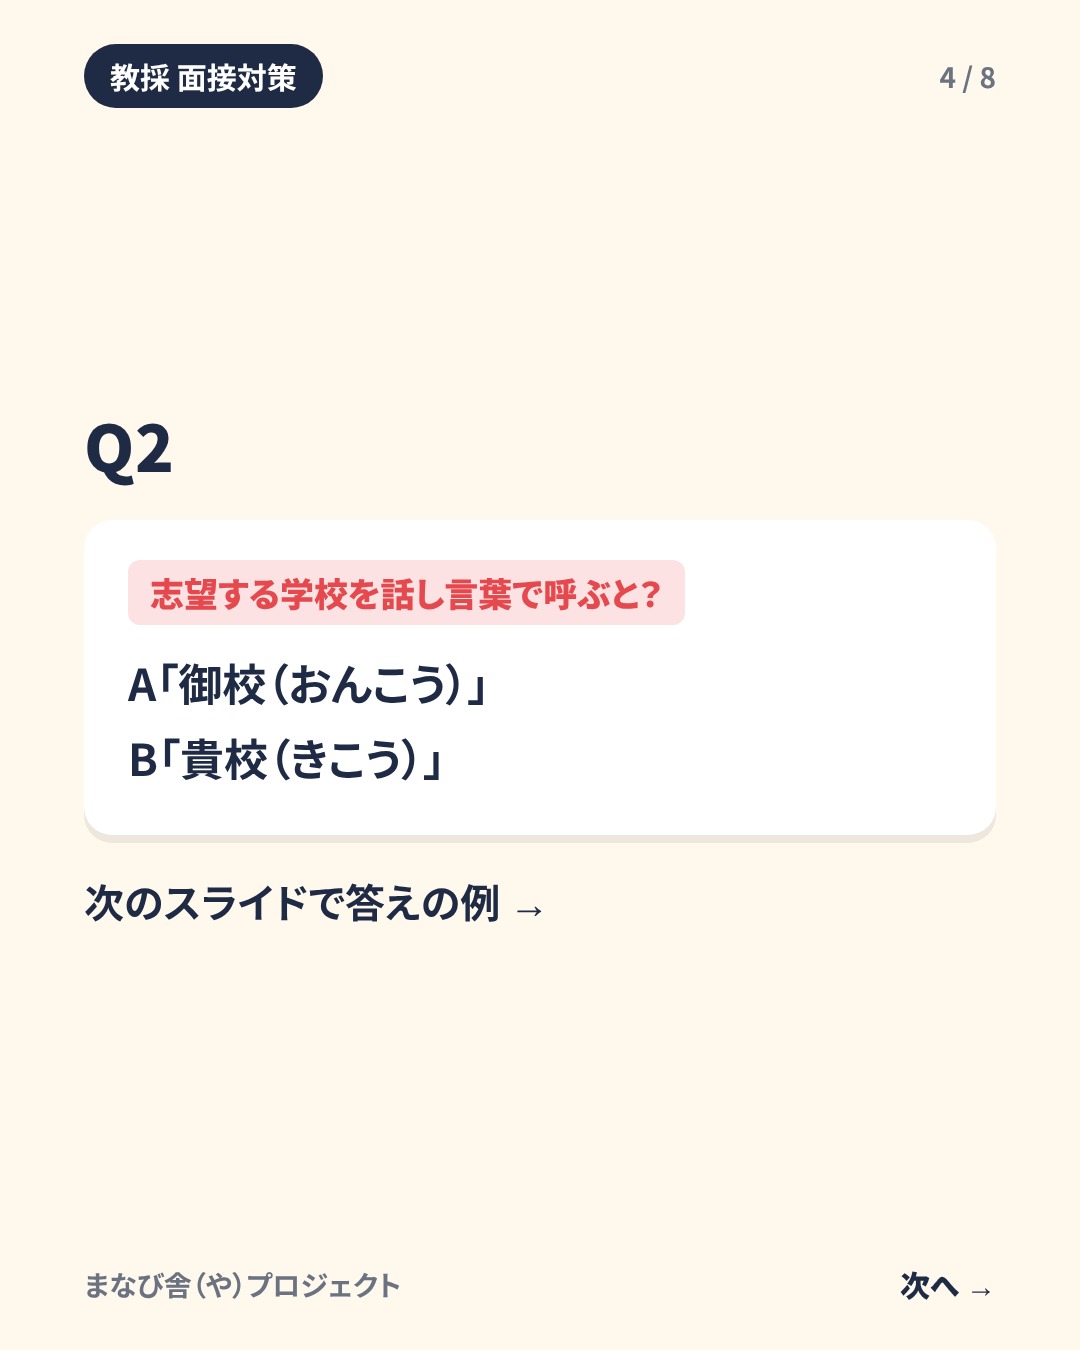 教採 面接対策
4 / 8
Q2
志望する学校を話し言葉で呼ぶと？
A「御校（おんこう）」
B「貴校（きこう）」
次のスライドで答えの例 →
まなび舎（や）プロジェクト
次へ →